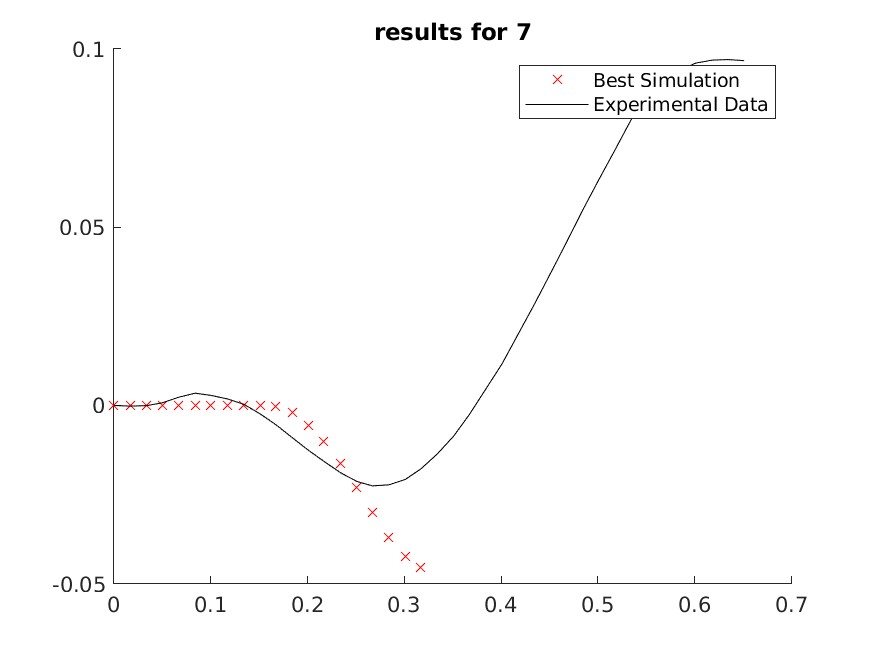 results for 7
0.1
Best Simulation
Experimental Data
0.05
0
-0.05
0 0.1 0.2 0.3 0.4 0.5 0.6 0.7